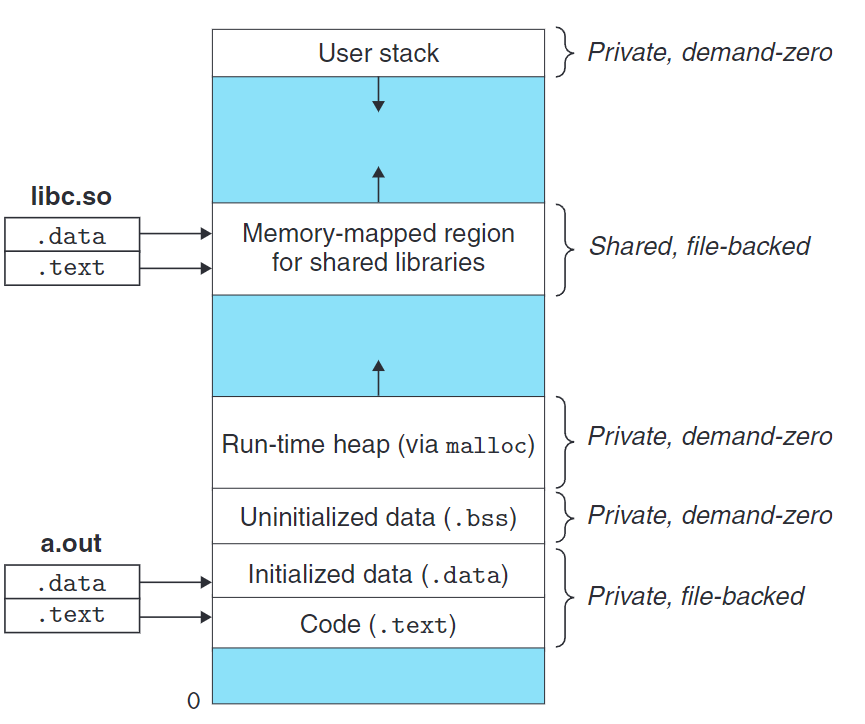 User stack
Private, demand-zero
libc.so
.data
.text
Memory-mapped region
for shared libraries
Shared, file-backed
Run-time heap (via malloc)
Private, demand-zero
Uninitialized data (.bss)
Private, demand-zero
a.out
.data
.text
Initialized data (.data)
Code (.text)
Private, file-backed
0